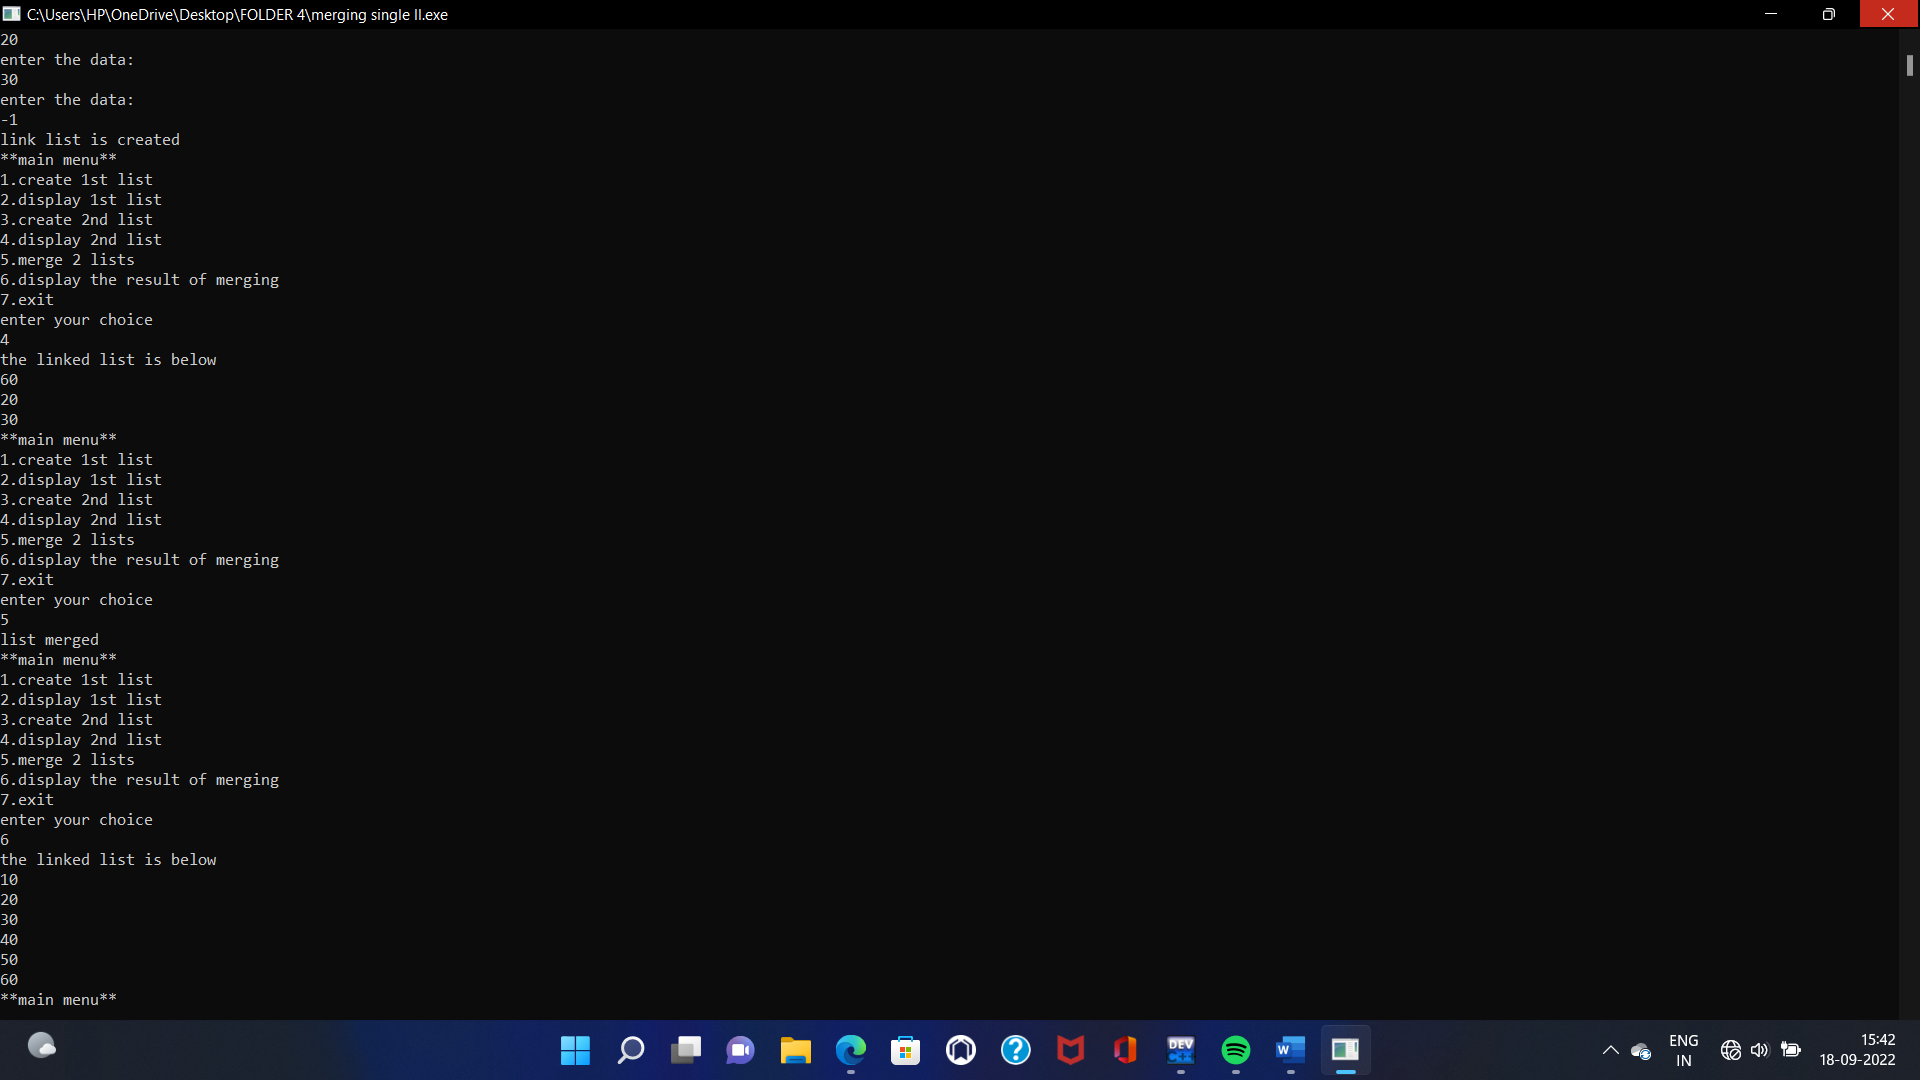 C:\Users\HP\OneDrive\Desktop\FOLDER 4\merging single ll.exe
20
enter the data:
30
enter the data:
-1
link list is created
**main menu**
1.create 1st list
2.display 1st list
3.create 2nd list
4.display 2nd list
5.merge 2 lists
6.display the result of merging
7.exit
enter your choice
4
the linked list is below
60
20
30
**main menu**
1.create 1st list
2.display 1st list
3.create 2nd list
4.display 2nd list
5.merge 2 lists
6.display the result of merging
7.exit
enter your choice
5
list merged
**main menu**
1.create 1st list
2.display 1st list
3.create 2nd list
4.display 2nd list
5.merge 2 lists
6.display the result of merging
7.exit
enter your choice
6
the linked list is below
10
20
30
40
50
60
**main menu**
DEV
C++
W
ENG
IN
15:42
18-09-2022